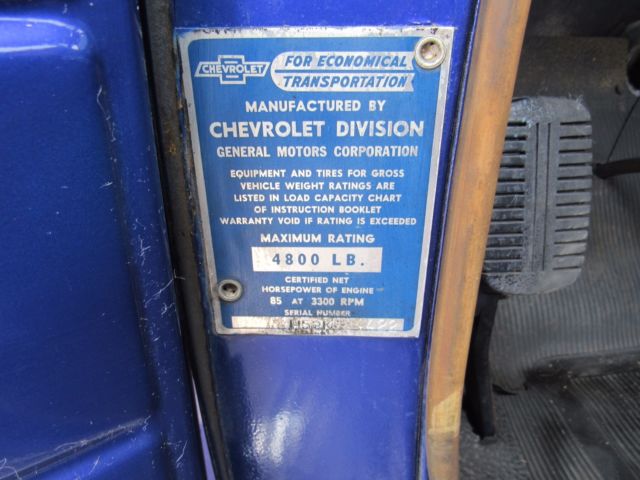 CHEVROLET
FOR ECONOMICAL
TRANSPORTATION
MANUFACTURED BY
CHEVROLET DIVISION
GENERAL MOTORS CORPORATION
EQUIPMENT AND TIRES FOR GROSS
VEHICLE WEIGHT RATINGS ARE
LISTED IN LOAD CAPACITY CHART
OF INSTRUCTION BOOKLET
WARRANTY VOID IF RATING IS EXCEEDED
MAXIMUM RATING
4800 LB.
CERTIFIED NET
HORSEPOWER OF ENGINE
85 AT 3300 RPM
SERIAL NUMBER